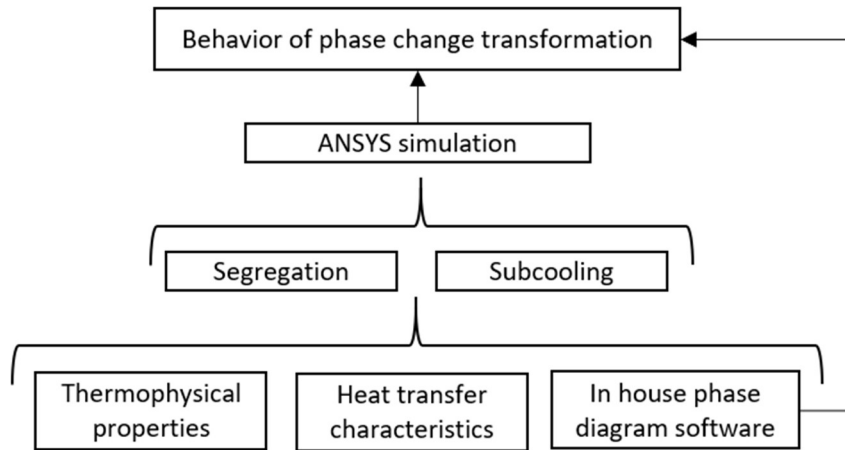 Behavior of phase change transformation
ANSYS simulation
Segregation
Subcooling
Thermophysical
properties
Heat transfer
characteristics
In house phase
diagram software